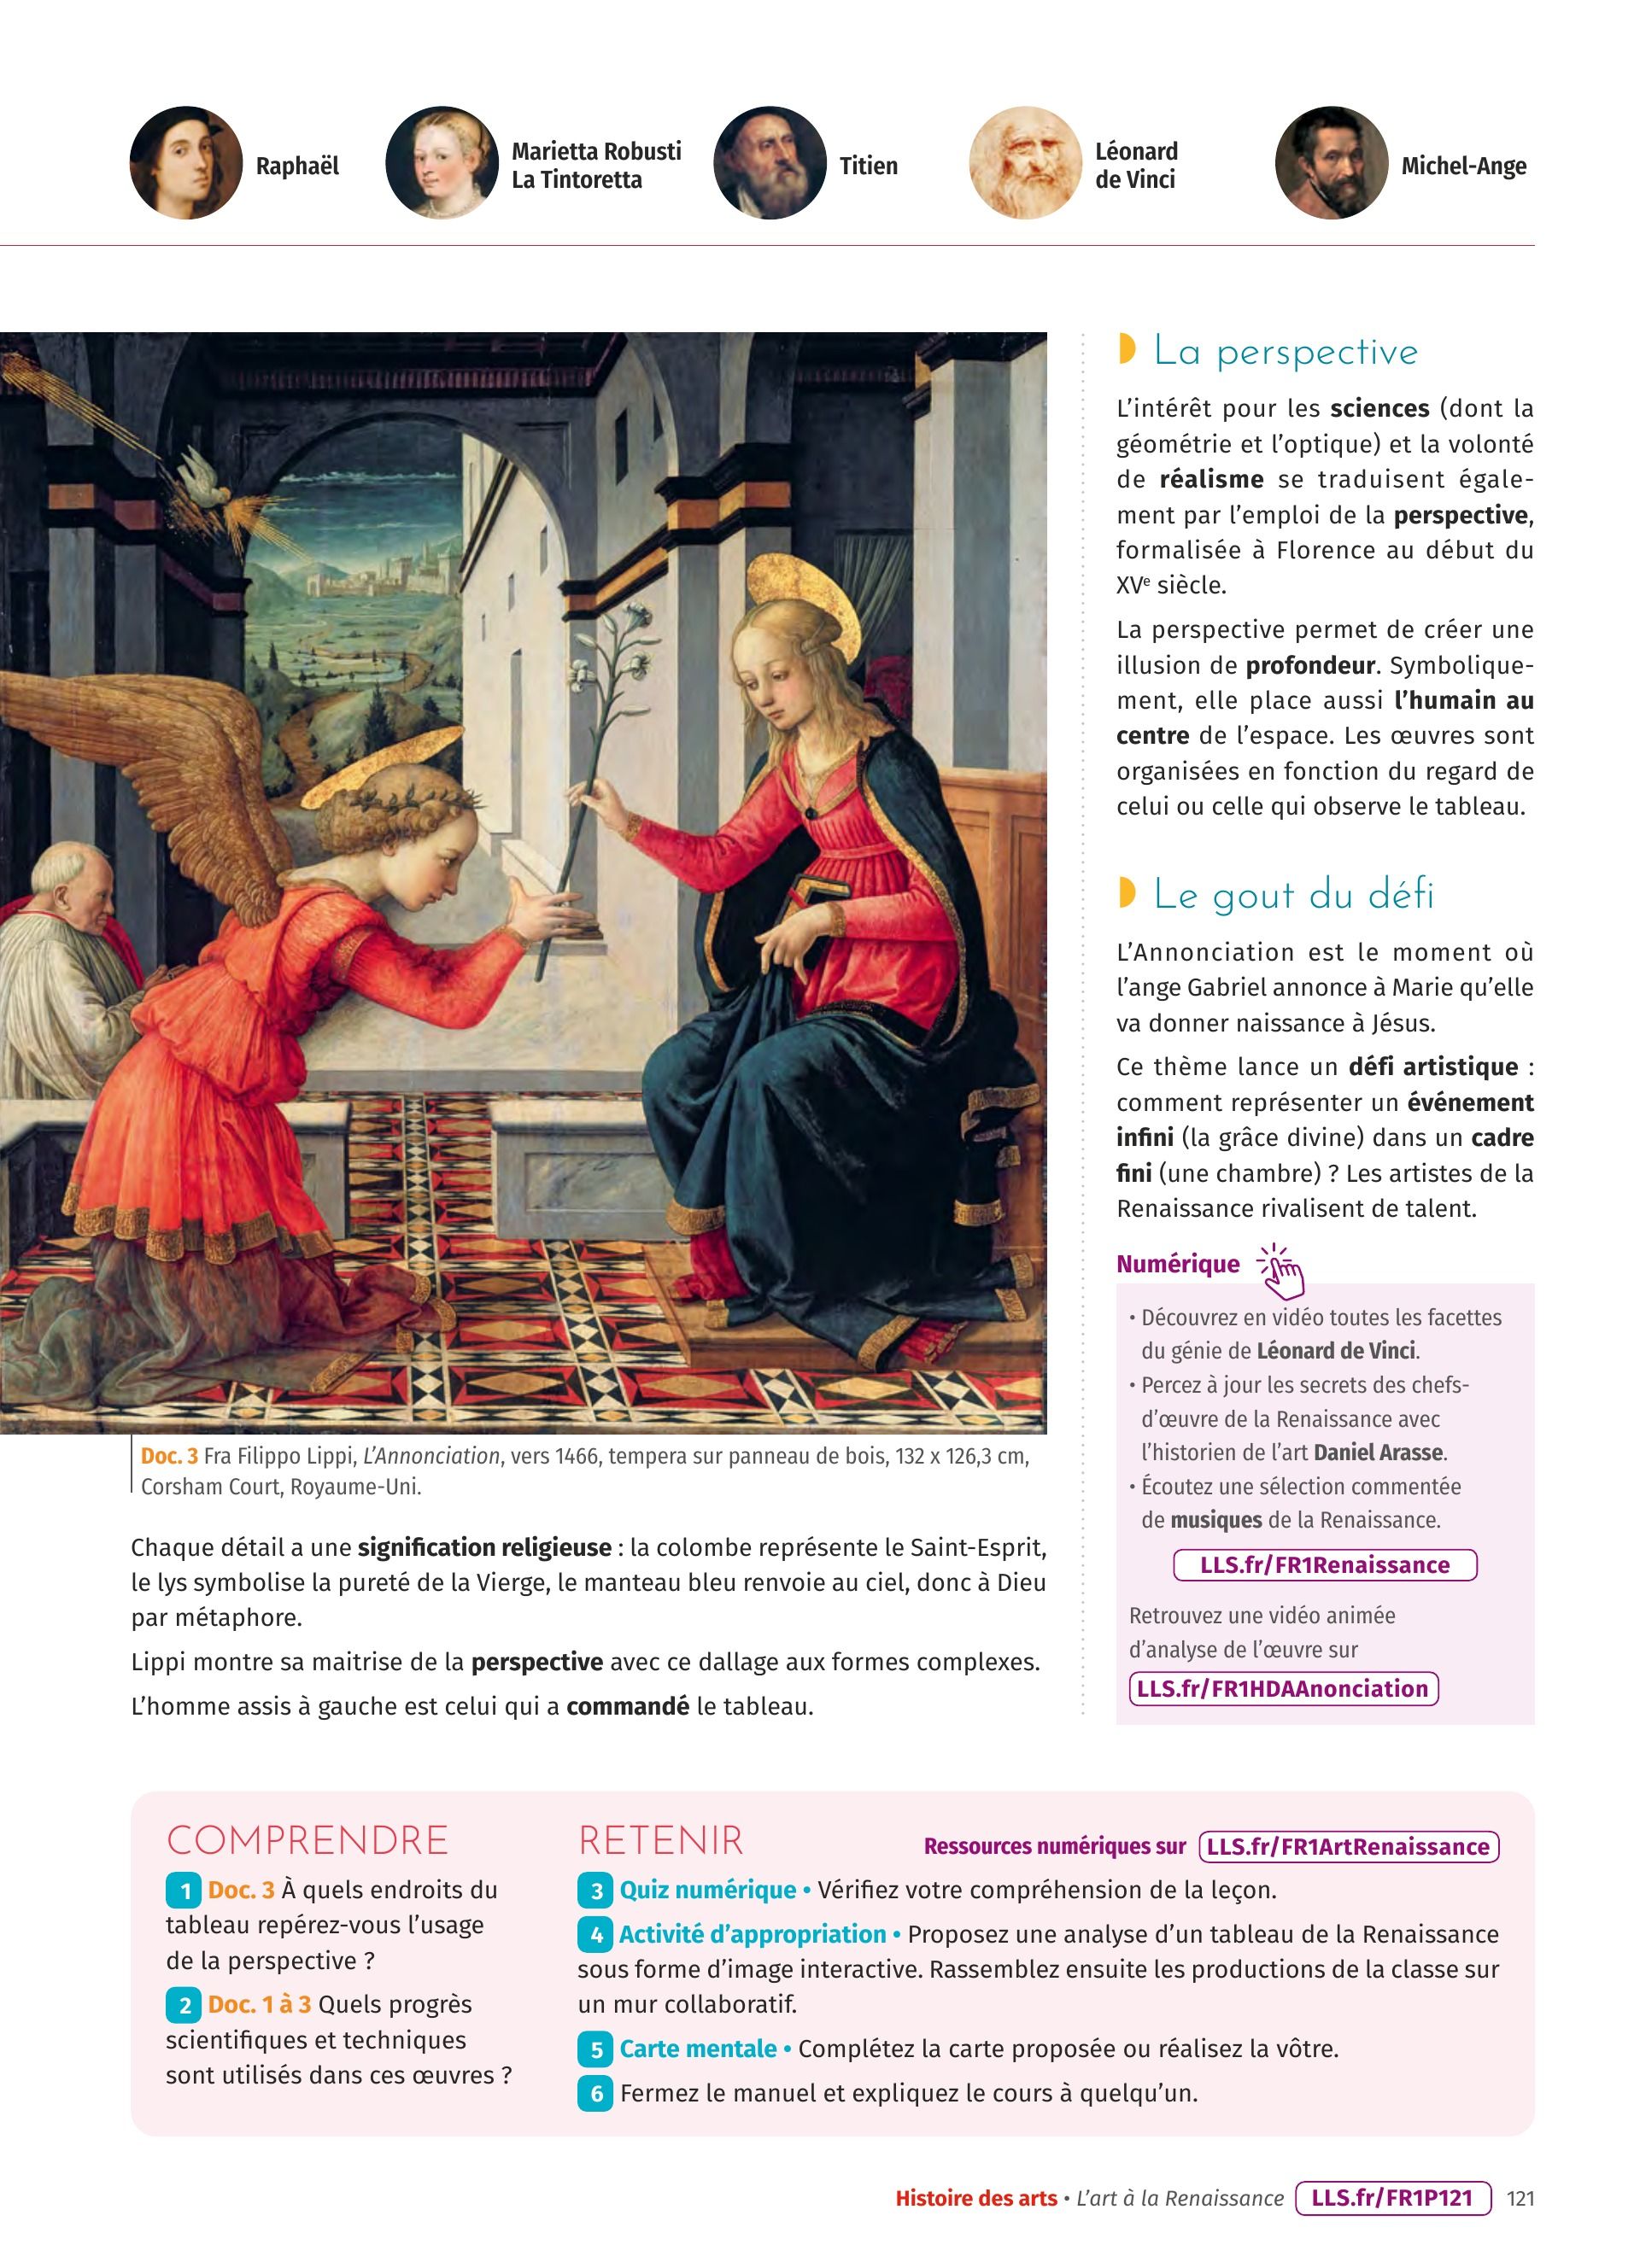 Raphaël
Marietta Robusti
La Tintoretta
Titien
Léonard
de Vinci
Michel-Ange
La perspective
L’intérêt pour les sciences (dont la
géométrie et l’optique) et la volonté
de réalisme se traduisent égale-
ment par l’emploi de la perspective,
formalisée à Florence au début du
XVe siècle.
La perspective permet de créer une
illusion de profondeur. Symbolique-
ment, elle place aussi l’humain au
centre de l’espace. Les œuvres sont
organisées en fonction du regard de
celui ou celle qui observe le tableau.
Le gout du défi
L’Annonciation est le moment où
l’ange Gabriel annonce à Marie qu’elle
va donner naissance à Jésus.
Ce thème lance un défi artistique :
comment représenter un événement
infini (la grâce divine) dans un cadre
fini (une chambre) ? Les artistes de la
Renaissance rivalisent de talent.
Numérique
• Découvrez en vidéo toutes les facettes
du génie de Léonard de Vinci.
• Percez à jour les secrets des chefs-
d’œuvre de la Renaissance avec
l’historien de l’art Daniel Arasse.
• Écoutez une sélection commentée
de musiques de la Renaissance.
LLS.fr/FR1Renaissance
Retrouvez une vidéo animée
d’analyse de l’œuvre sur
LLS.fr/FR1HDAAnonciation
Doc. 3 Fra Filippo Lippi, L’Annonciation, vers 1466, tempera sur panneau de bois, 132 x 126,3 cm,
Corsham Court, Royaume-Uni.
Chaque détail a une signification religieuse : la colombe représente le Saint-Esprit,
le lys symbolise la pureté de la Vierge, le manteau bleu renvoie au ciel, donc à Dieu
par métaphore.
Lippi montre sa maitrise de la perspective avec ce dallage aux formes complexes.
L’homme assis à gauche est celui qui a commandé le tableau.
COMPRENDRE
1 Doc. 3 À quels endroits du
tableau repérez-vous l’usage
de la perspective ?
2 Doc. 1 à 3 Quels progrès
scientifiques et techniques
sont utilisés dans ces œuvres ?
RETENIR
Ressources numériques sur LLS.fr/FR1ArtRenaissance
3 Quiz numérique • Vérifiez votre compréhension de la leçon.
4 Activité d’appropriation • Proposez une analyse d’un tableau de la Renaissance
sous forme d’image interactive. Rassemblez ensuite les productions de la classe sur
un mur collaboratif.
5 Carte mentale • Complétez la carte proposée ou réalisez la vôtre.
6 Fermez le manuel et expliquez le cours à quelqu’un.
Histoire des arts • L’art à la Renaissance LLS.fr/FR1P121 121